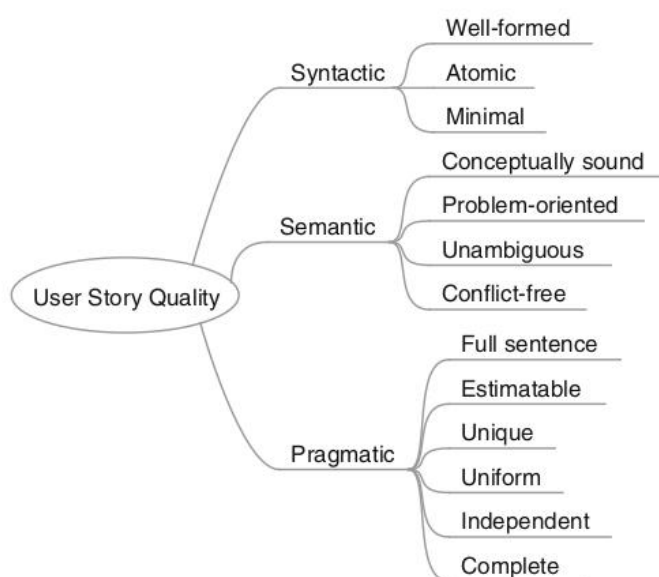 User Story Quality
Syntactic
Well-formed
Atomic
Minimal
Semantic
Conceptually sound
Problem-oriented
Unambiguous
Conflict-free
Pragmatic
Full sentence
Estimatable
Unique
Uniform
Independent
Complete